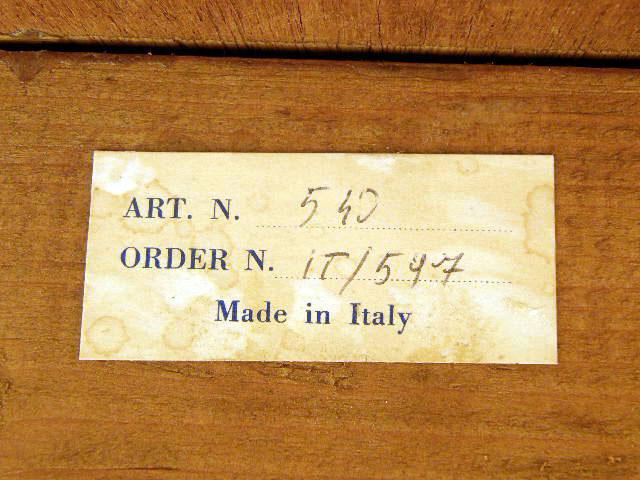 ART. N. 540
ORDER N. IT/597
Made in Italy